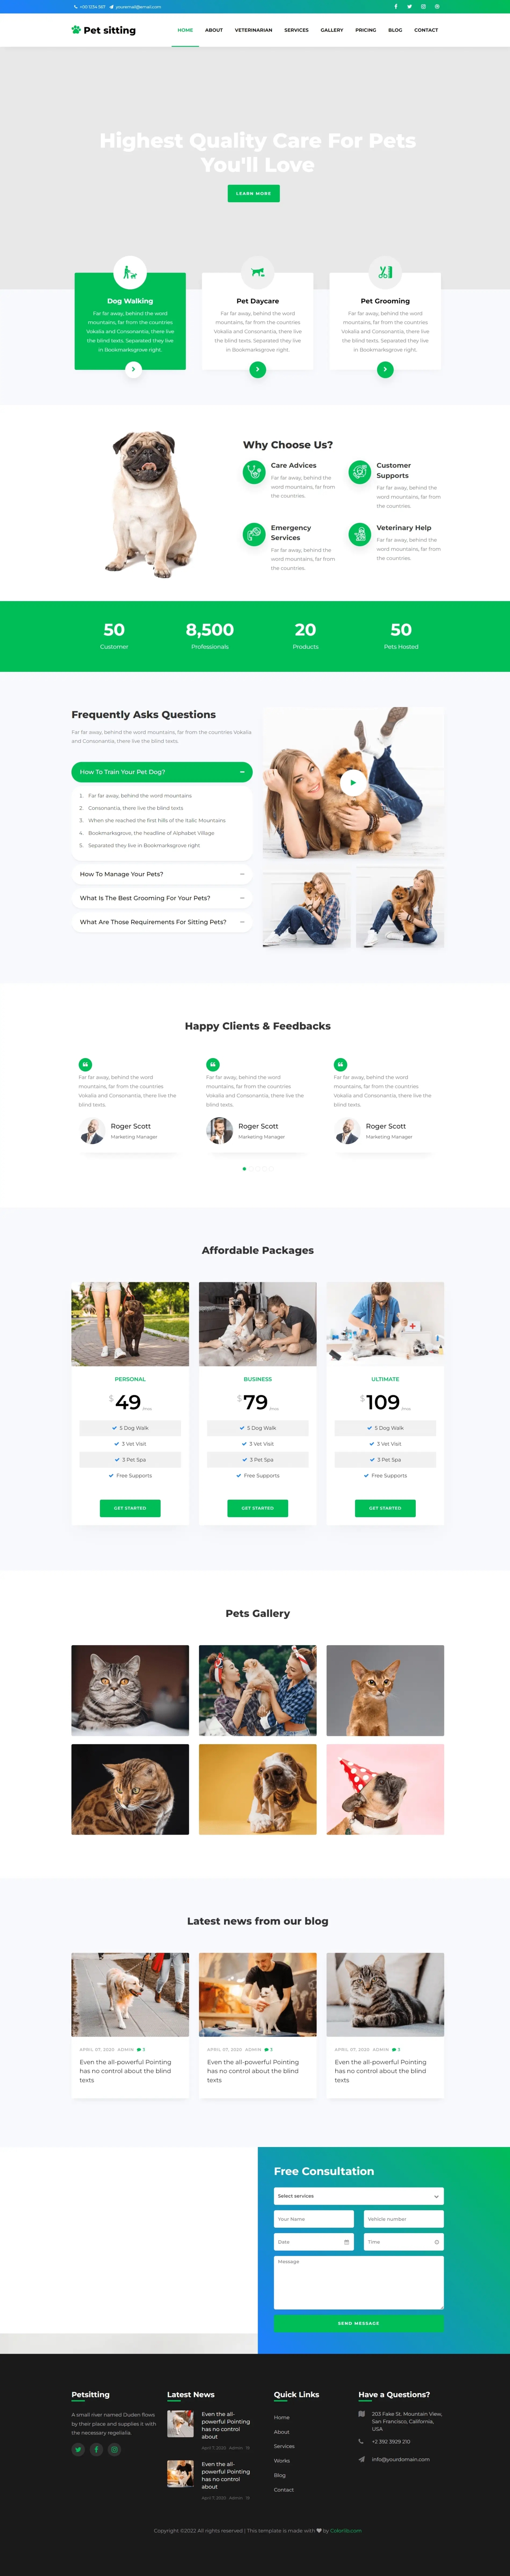 +00 1234 567 youremail@email.com
Pet sitting
HOME ABOUT VETERINARIAN SERVICES GALLERY PRICING BLOG CONTACT
Highest Quality Care For Pets
You'll Love
LEARN MORE
Dog Walking
Far far away, behind the word
mountains, far from the countries
Vokalia and Consonantia, there live
the blind texts. Separated they live
in Bookmarksgrove right.
Pet Daycare
Far far away, behind the word
mountains, far from the countries
Vokalia and Consonantia, there live
the blind texts. Separated they live
in Bookmarksgrove right.
Pet Grooming
Far far away, behind the word
mountains, far from the countries
Vokalia and Consonantia, there live
the blind texts. Separated they live
in Bookmarksgrove right.
Why Choose Us?
Care Advices
Far far away, behind the
word mountains, far from
the countries.
Customer
Supports
Far far away, behind the
word mountains, far from
the countries.
Emergency
Services
Far far away, behind the
word mountains, far from
the countries.
Veterinary Help
Far far away, behind the
word mountains, far from
the countries.
50
Customer
8,500
Professionals
20
Products
50
Pets Hosted
Frequently Asks Questions
Far far away, behind the word mountains, far from the countries Vokalia
and Consonantia, there live the blind texts.
How To Train Your Pet Dog?
1. Far far away, behind the word mountains
2. Consonantia, there live the blind texts
3. When she reached the first hills of the Italic Mountains
4. Bookmarksgrove, the headline of Alphabet Village
5. Separated they live in Bookmarksgrove right
How To Manage Your Pets?
What Is The Best Grooming For Your Pets?
What Are Those Requirements For Sitting Pets?
Happy Clients & Feedbacks
Far far away, behind the word
mountains, far from the countries
Vokalia and Consonantia, there live the
blind texts.
Roger Scott
Marketing Manager
Far far away, behind the word
mountains, far from the countries
Vokalia and Consonantia, there live the
blind texts.
Roger Scott
Marketing Manager
Far far away, behind the word
mountains, far from the countries
Vokalia and Consonantia, there live the
blind texts.
Roger Scott
Marketing Manager
Affordable Packages
PERSONAL
$49
5 Dog Walk
3 Vet Visit
3 Pet Spa
Free Supports
GET STARTED
BUSINESS
$79
5 Dog Walk
3 Vet Visit
3 Pet Spa
Free Supports
GET STARTED
ULTIMATE
$109
5 Dog Walk
3 Vet Visit
3 Pet Spa
Free Supports
GET STARTED
Pets Gallery
Latest news from our blog
APRIL 07, 2020 ADMIN 3
Even the all-powerful Pointing
has no control about the blind
texts
APRIL 07, 2020 ADMIN 3
Even the all-powerful Pointing
has no control about the blind
texts
APRIL 07, 2020 ADMIN 3
Even the all-powerful Pointing
has no control about the blind
texts
Free Consultation
Select services
Your Name
Vehicle number
Date
Time
Message
SEND MESSAGE
Petsitting
A small river named Duden flows
by their place and supplies it with
the necessary regelialia.
Latest News
Even the all-
powerful Pointing
has no control
about
April 7, 2020 Admin 19
Even the all-
powerful Pointing
has no control
about
April 7, 2020 Admin 19
Quick Links
Home
About
Services
Works
Blog
Contact
Have a Questions?
203 Fake St. Mountain View,
San Francisco, California,
USA
+2 392 3929 210
info@yourdomain.com
Copyright ©2022 All rights reserved | This template is made with by Colorlib.com